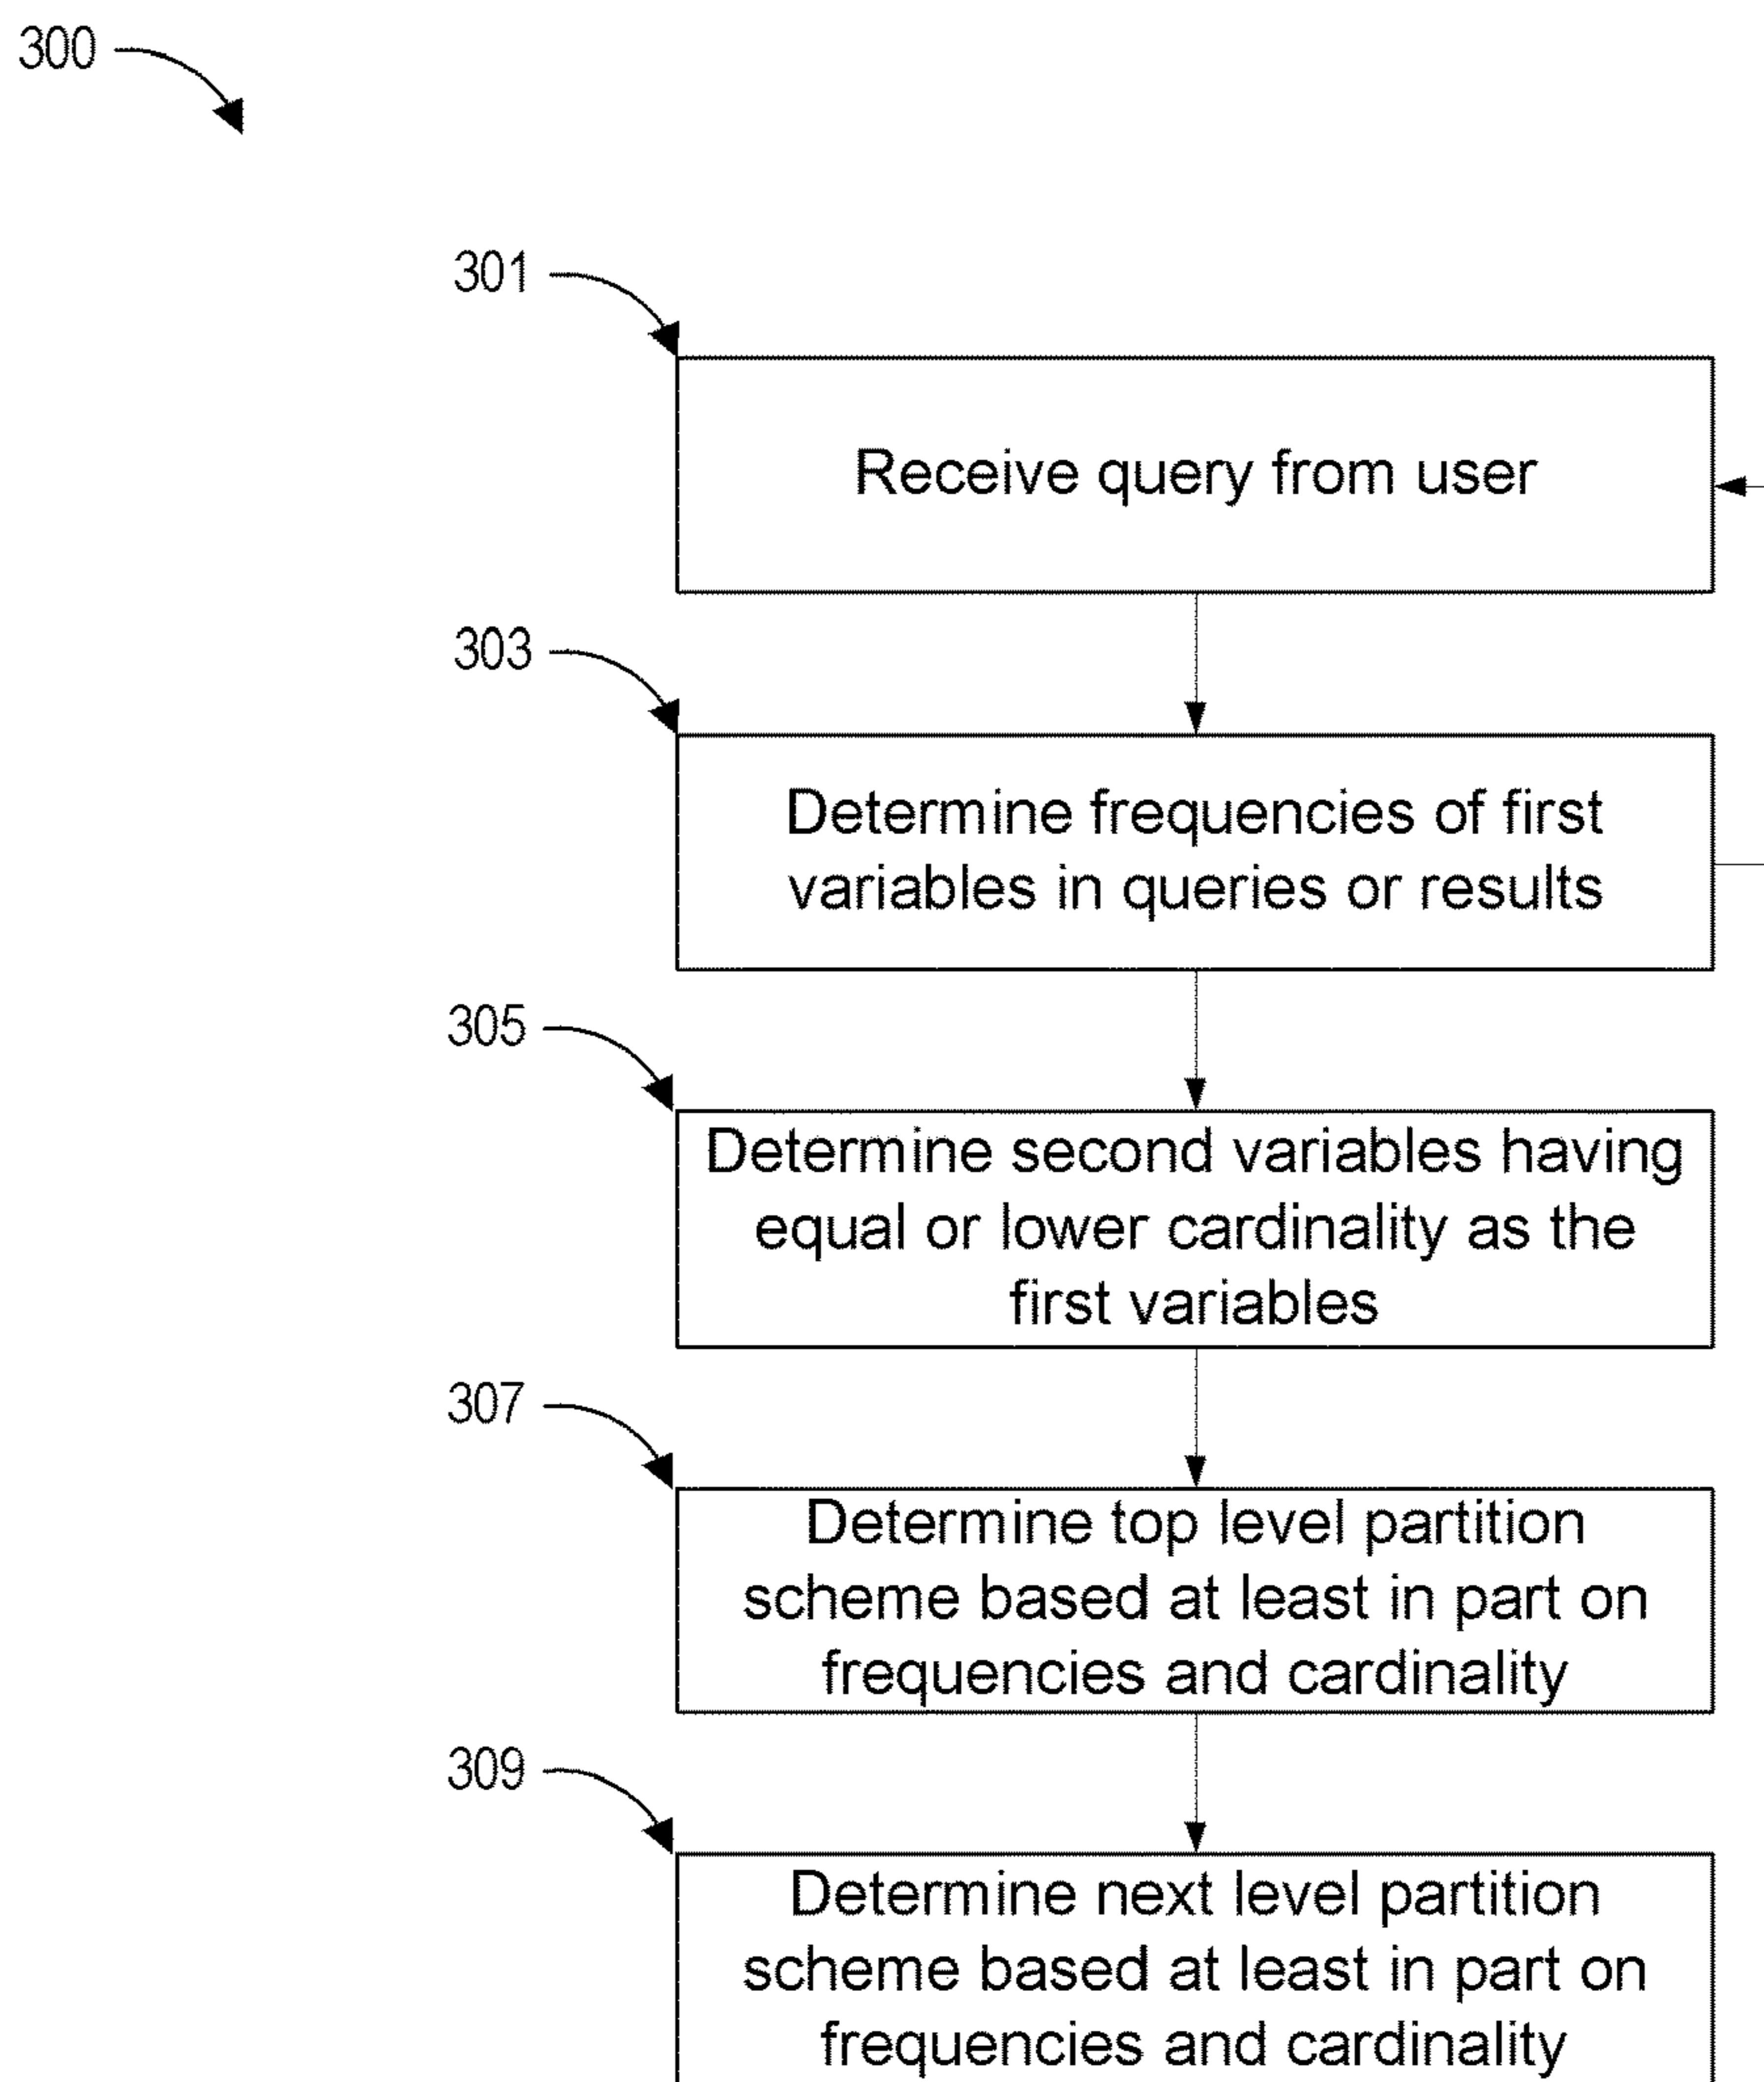 300
301
Receive query from user
303
Determine frequencies of first
variables in queries or results
305
Determine second variables having
equal or lower cardinality as the
first variables
307
Determine top level partition
scheme based at least in part on
frequencies and cardinality
309
Determine next level partition
scheme based at least in part on
frequencies and cardinality